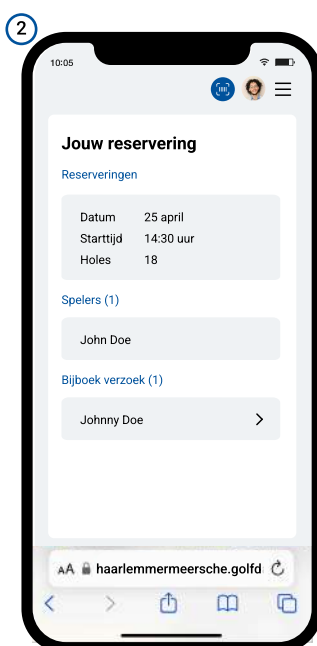 2
10:05
Jouw reservering
Reserveringen
Datum 25 april
Starttijd 14:30 uur
Holes 18
Spelers (1)
John Doe
Bijboek verzoek (1)
Johnny Doe
AA haarlemmermeersche.golfd